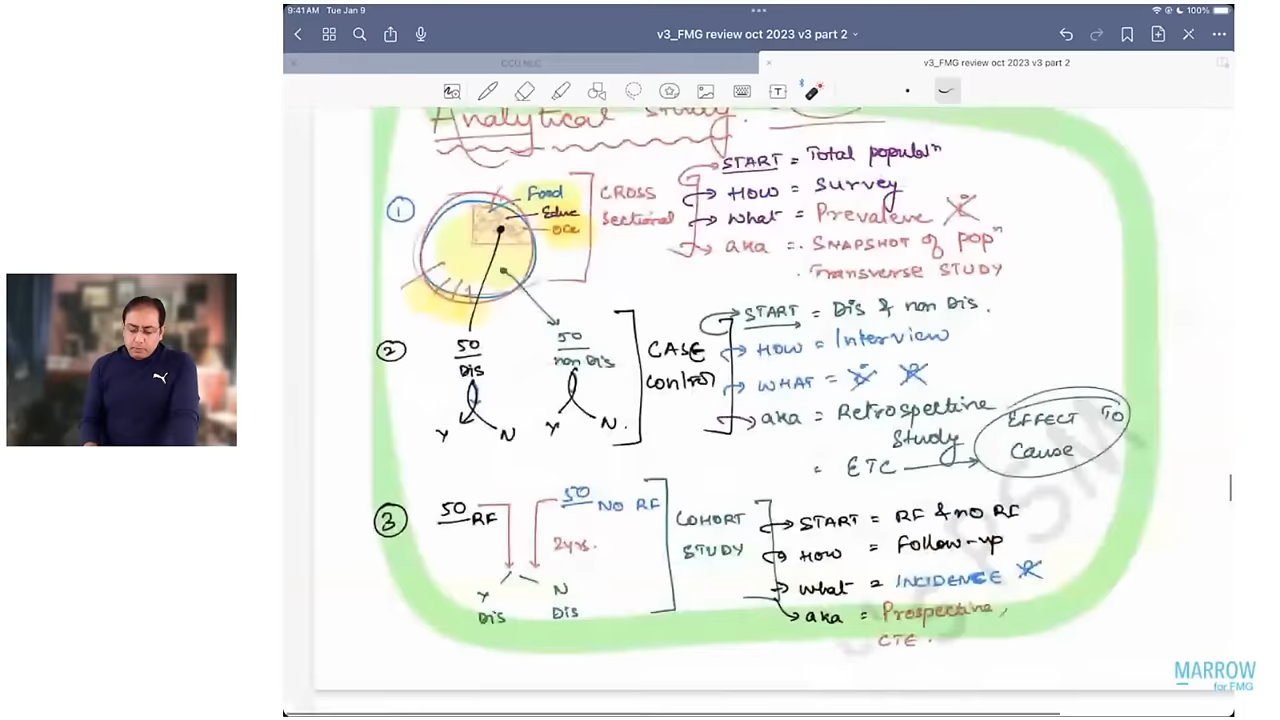 9:41 AM Tue Jan 9
100%
v3_FMG review oct 2023 v3 part 2
CCU NEC
v3_FMG review oct 2023 v3 part 2
Analytical study.
① Food
Educ
Occ
CROSS
Sectional
START = Total populⁿ
HOW = Survey
What =
aka = . SNAPSHOT of popⁿ
. Transverse STUDY
② 50
Dis
50
non Dis
Y N Y N.
CASE
Control
START = Dis & non Dis.
HOW = Interview
WHAT =
aka = Retrospective
Study
= ETC
EFFECT TO
Cause
③ 50 RF
50 NO RF
2yrs.
Y
Dis
N
Dis
COHORT
STUDY
START = RF & no RF
HOW = Follow-up
What = INCIDENCE
aka = Prospective,
CTE.
PSM
MARROW
for FMG